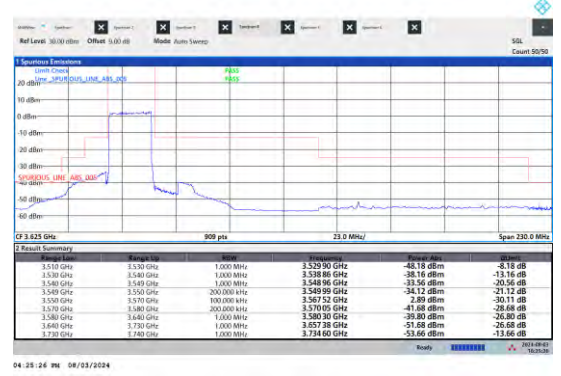 Ref Level 30.00 dBm Offset 9.00 dB Mode Auto Sweep
SGL
Count 50/50
1 Spurious Emissions
Limit Check PASS
Line _SPURIOUS_LINE_ABS_005 PASS
20 dBm
10 dBm
0 dBm
-10 dBm
-20 dBm
-30 dBm
SPURIOUS_LINE_ABS_005
-50 dBm
-60 dBm
CF 3.625 GHz 909 pts 23.0 MHz/ Span 230.0 MHz
2 Result Summary
Range Low Range Up RBW Frequency Power Abs ΔLimit
3.510 GHz 3.530 GHz 1.000 MHz 3.529 90 GHz -48.18 dBm -8.18 dB
3.530 GHz 3.540 GHz 1.000 MHz 3.538 86 GHz -38.16 dBm -13.16 dB
3.540 GHz 3.549 GHz 1.000 MHz 3.548 96 GHz -33.56 dBm -20.56 dB
3.549 GHz 3.550 GHz 200.000 kHz 3.549 99 GHz -34.12 dBm -21.12 dB
3.550 GHz 3.570 GHz 100.000 kHz 3.567 52 GHz 2.89 dBm -30.11 dB
3.570 GHz 3.580 GHz 200.000 kHz 3.570 05 GHz -41.68 dBm -28.68 dB
3.580 GHz 3.640 GHz 1.000 MHz 3.580 30 GHz -39.80 dBm -26.80 dB
3.640 GHz 3.730 GHz 1.000 MHz 3.657 38 GHz -51.68 dBm -26.68 dB
3.730 GHz 3.740 GHz 1.000 MHz 3.734 60 GHz -53.66 dBm -13.66 dB
Ready
04:25:26 PM 08/03/2024